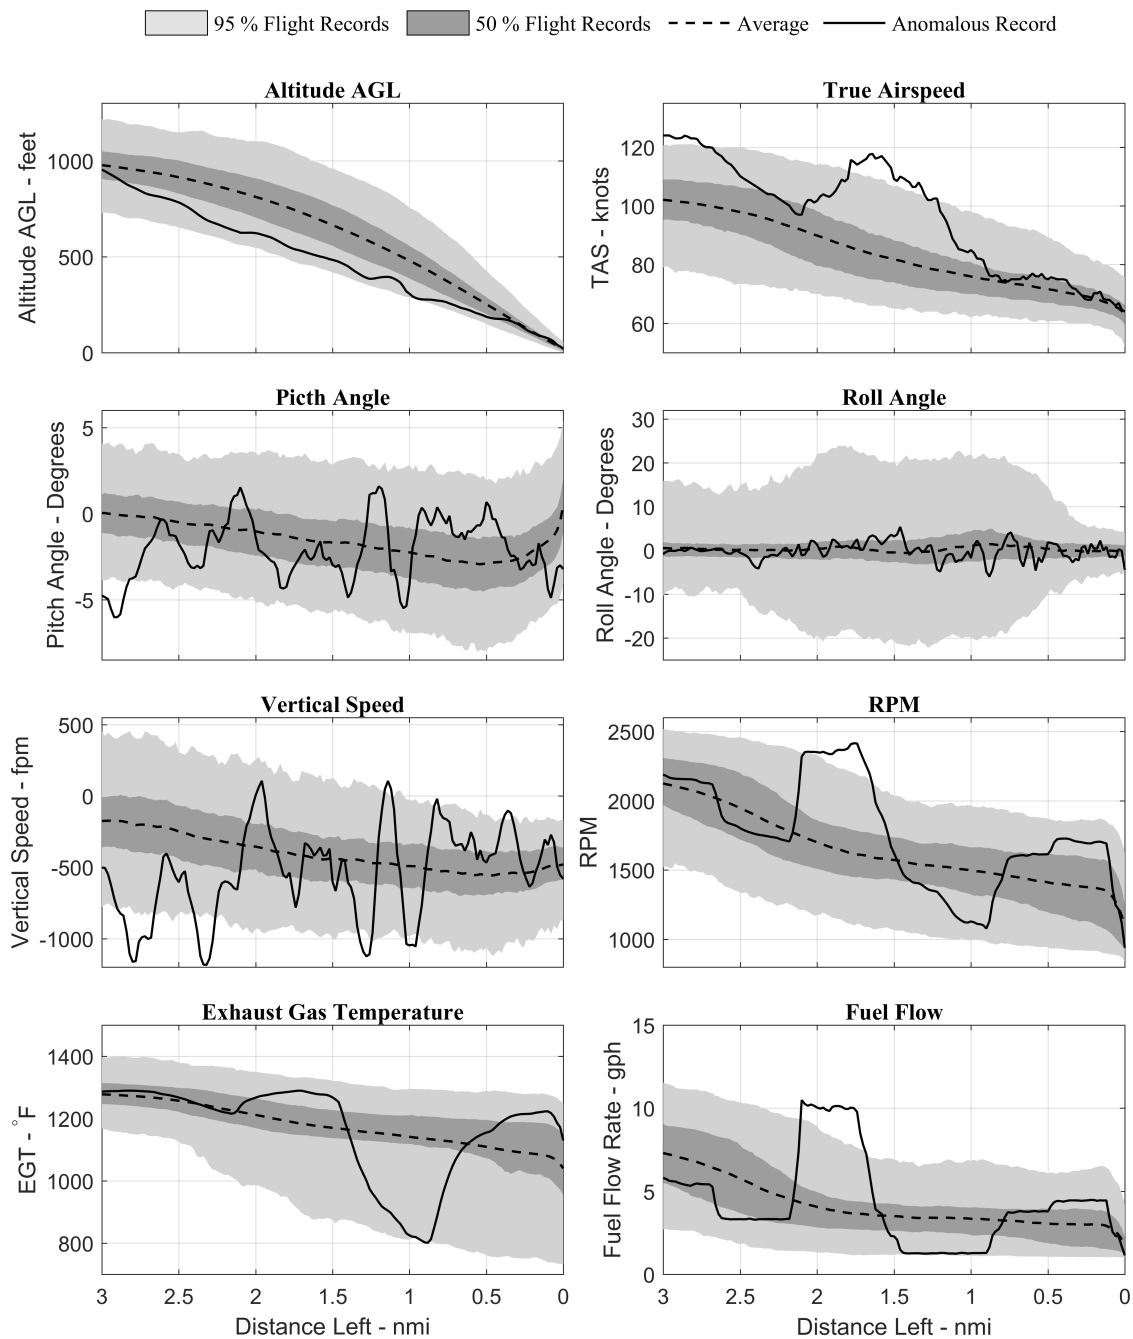 95 % Flight Records 50 % Flight Records Average Anomalous Record
Altitude AGL
Altitude AGL - feet
1000
500
0
True Airspeed
TAS - knots
120
100
80
60
Picth Angle
Pitch Angle - Degrees
5
0
-5
Roll Angle
Roll Angle - Degrees
30
20
10
0
-10
-20
Vertical Speed
Vertical Speed - fpm
500
0
-500
-1000
RPM
RPM
2500
2000
1500
1000
Exhaust Gas Temperature
EGT - °F
1400
1200
1000
800
3 2.5 2 1.5 1 0.5 0
Distance Left - nmi
Fuel Flow
Fuel Flow Rate - gph
15
10
5
0
3 2.5 2 1.5 1 0.5 0
Distance Left - nmi